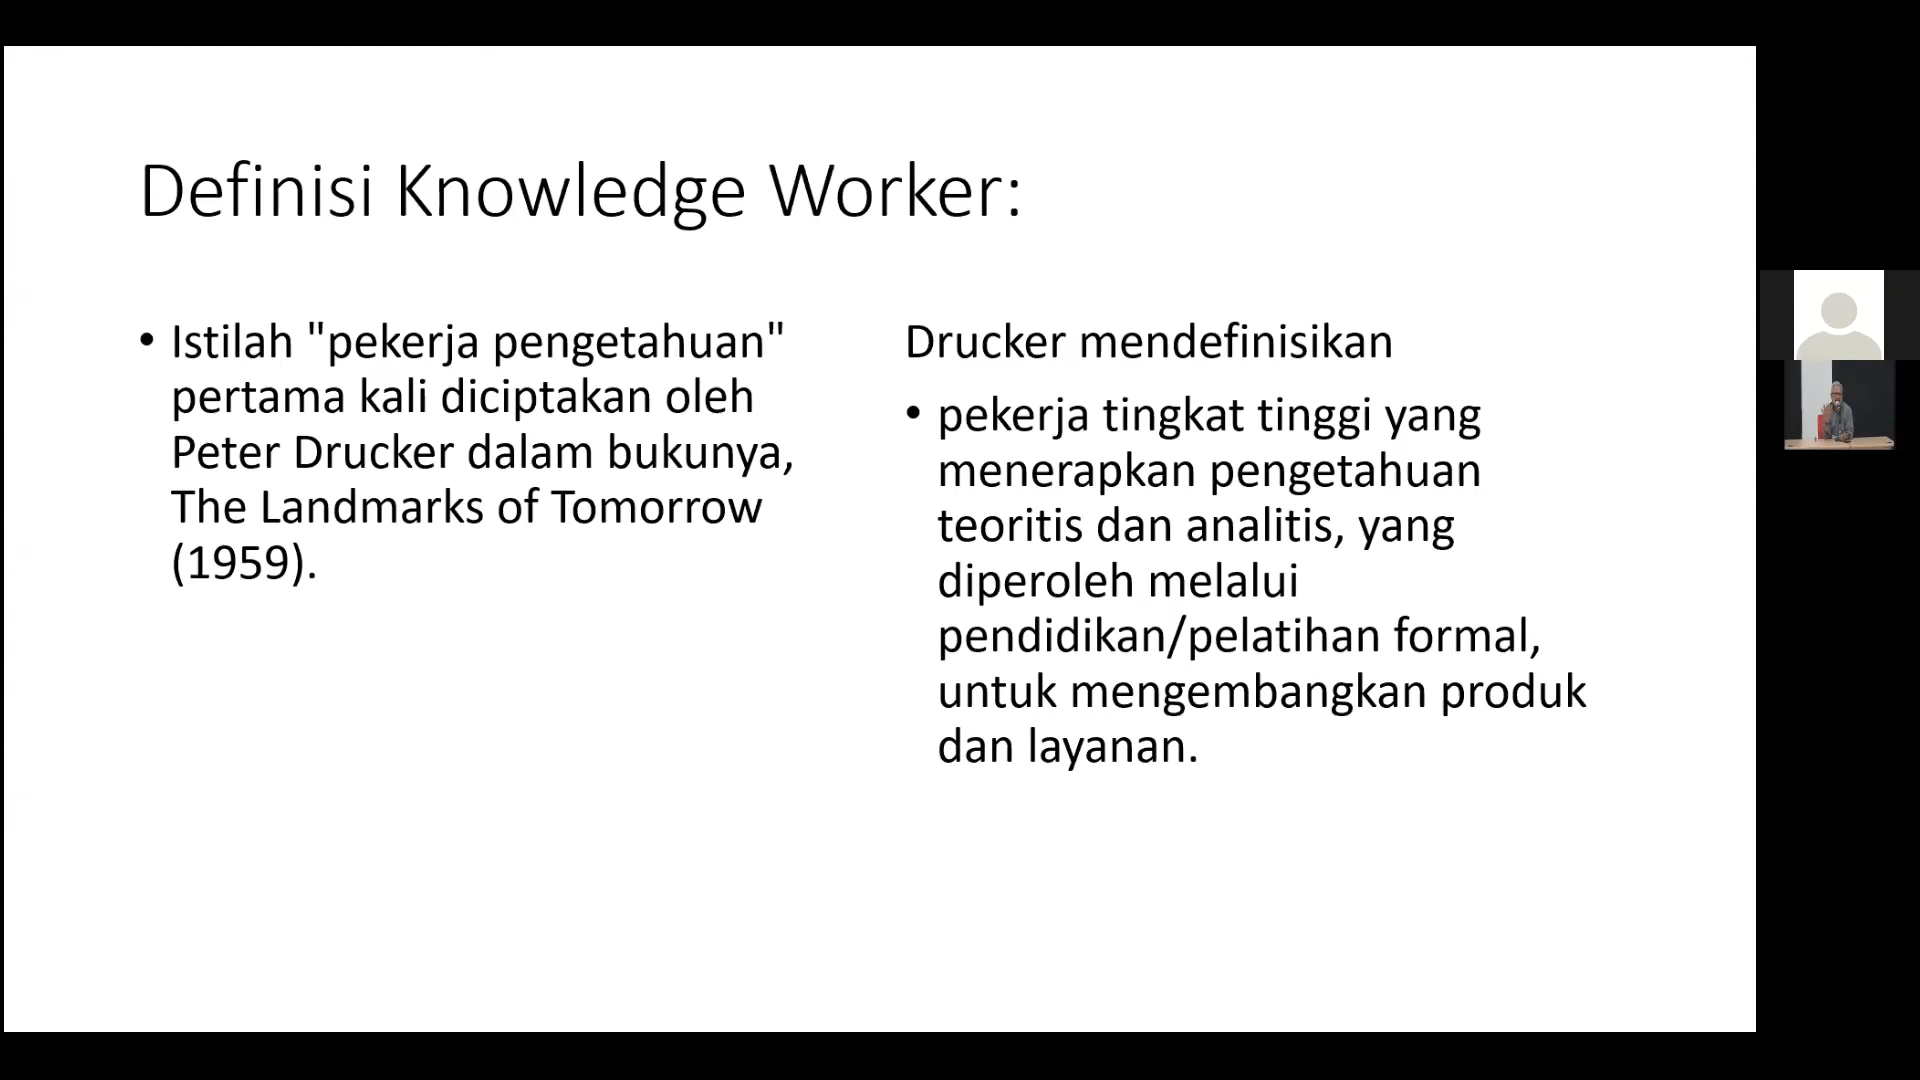 Definisi Knowledge Worker:
• Istilah "pekerja pengetahuan"
pertama kali diciptakan oleh
Peter Drucker dalam bukunya,
The Landmarks of Tomorrow
(1959).
Drucker mendefinisikan
• pekerja tingkat tinggi yang
menerapkan pengetahuan
teoritis dan analitis, yang
diperoleh melalui
pendidikan/pelatihan formal,
untuk mengembangkan produk
dan layanan.